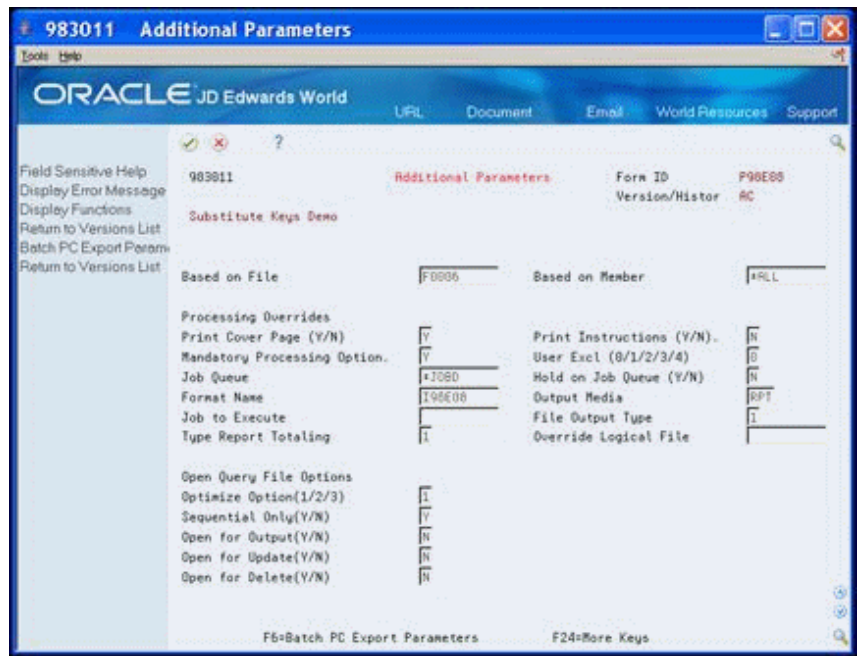 983011 Additional Parameters
Tools Help
ORACLE JD Edwards World
URL Document Email World Resources Support
?
Field Sensitive Help
Display Error Message
Display Functions
Return to Versions List
Batch PC Export Param
Return to Versions List
983011 Additional Parameters Form ID P98E08
Version/Histor AC
Substitute Keys Demo
Based on File F0006 Based on Member *ALL
Processing Overrides
Print Cover Page (Y/N) Y Print Instructions (Y/N). N
Mandatory Processing Option. Y User Excl (0/1/2/3/4) 0
Job Queue *JOBD Hold on Job Queue (Y/N) N
Format Name I98E08 Output Media RPT
Job to Execute File Output Type 1
Type Report Totaling 1 Override Logical File
Open Query File Options
Optimize Option(1/2/3) 1
Sequential Only(Y/N) Y
Open for Output(Y/N) N
Open for Update(Y/N) N
Open for Delete(Y/N) N
F6=Batch PC Export Parameters F24=More Keys